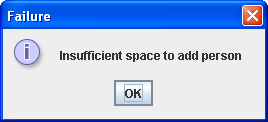 Failure
Insufficient space to add person
OK